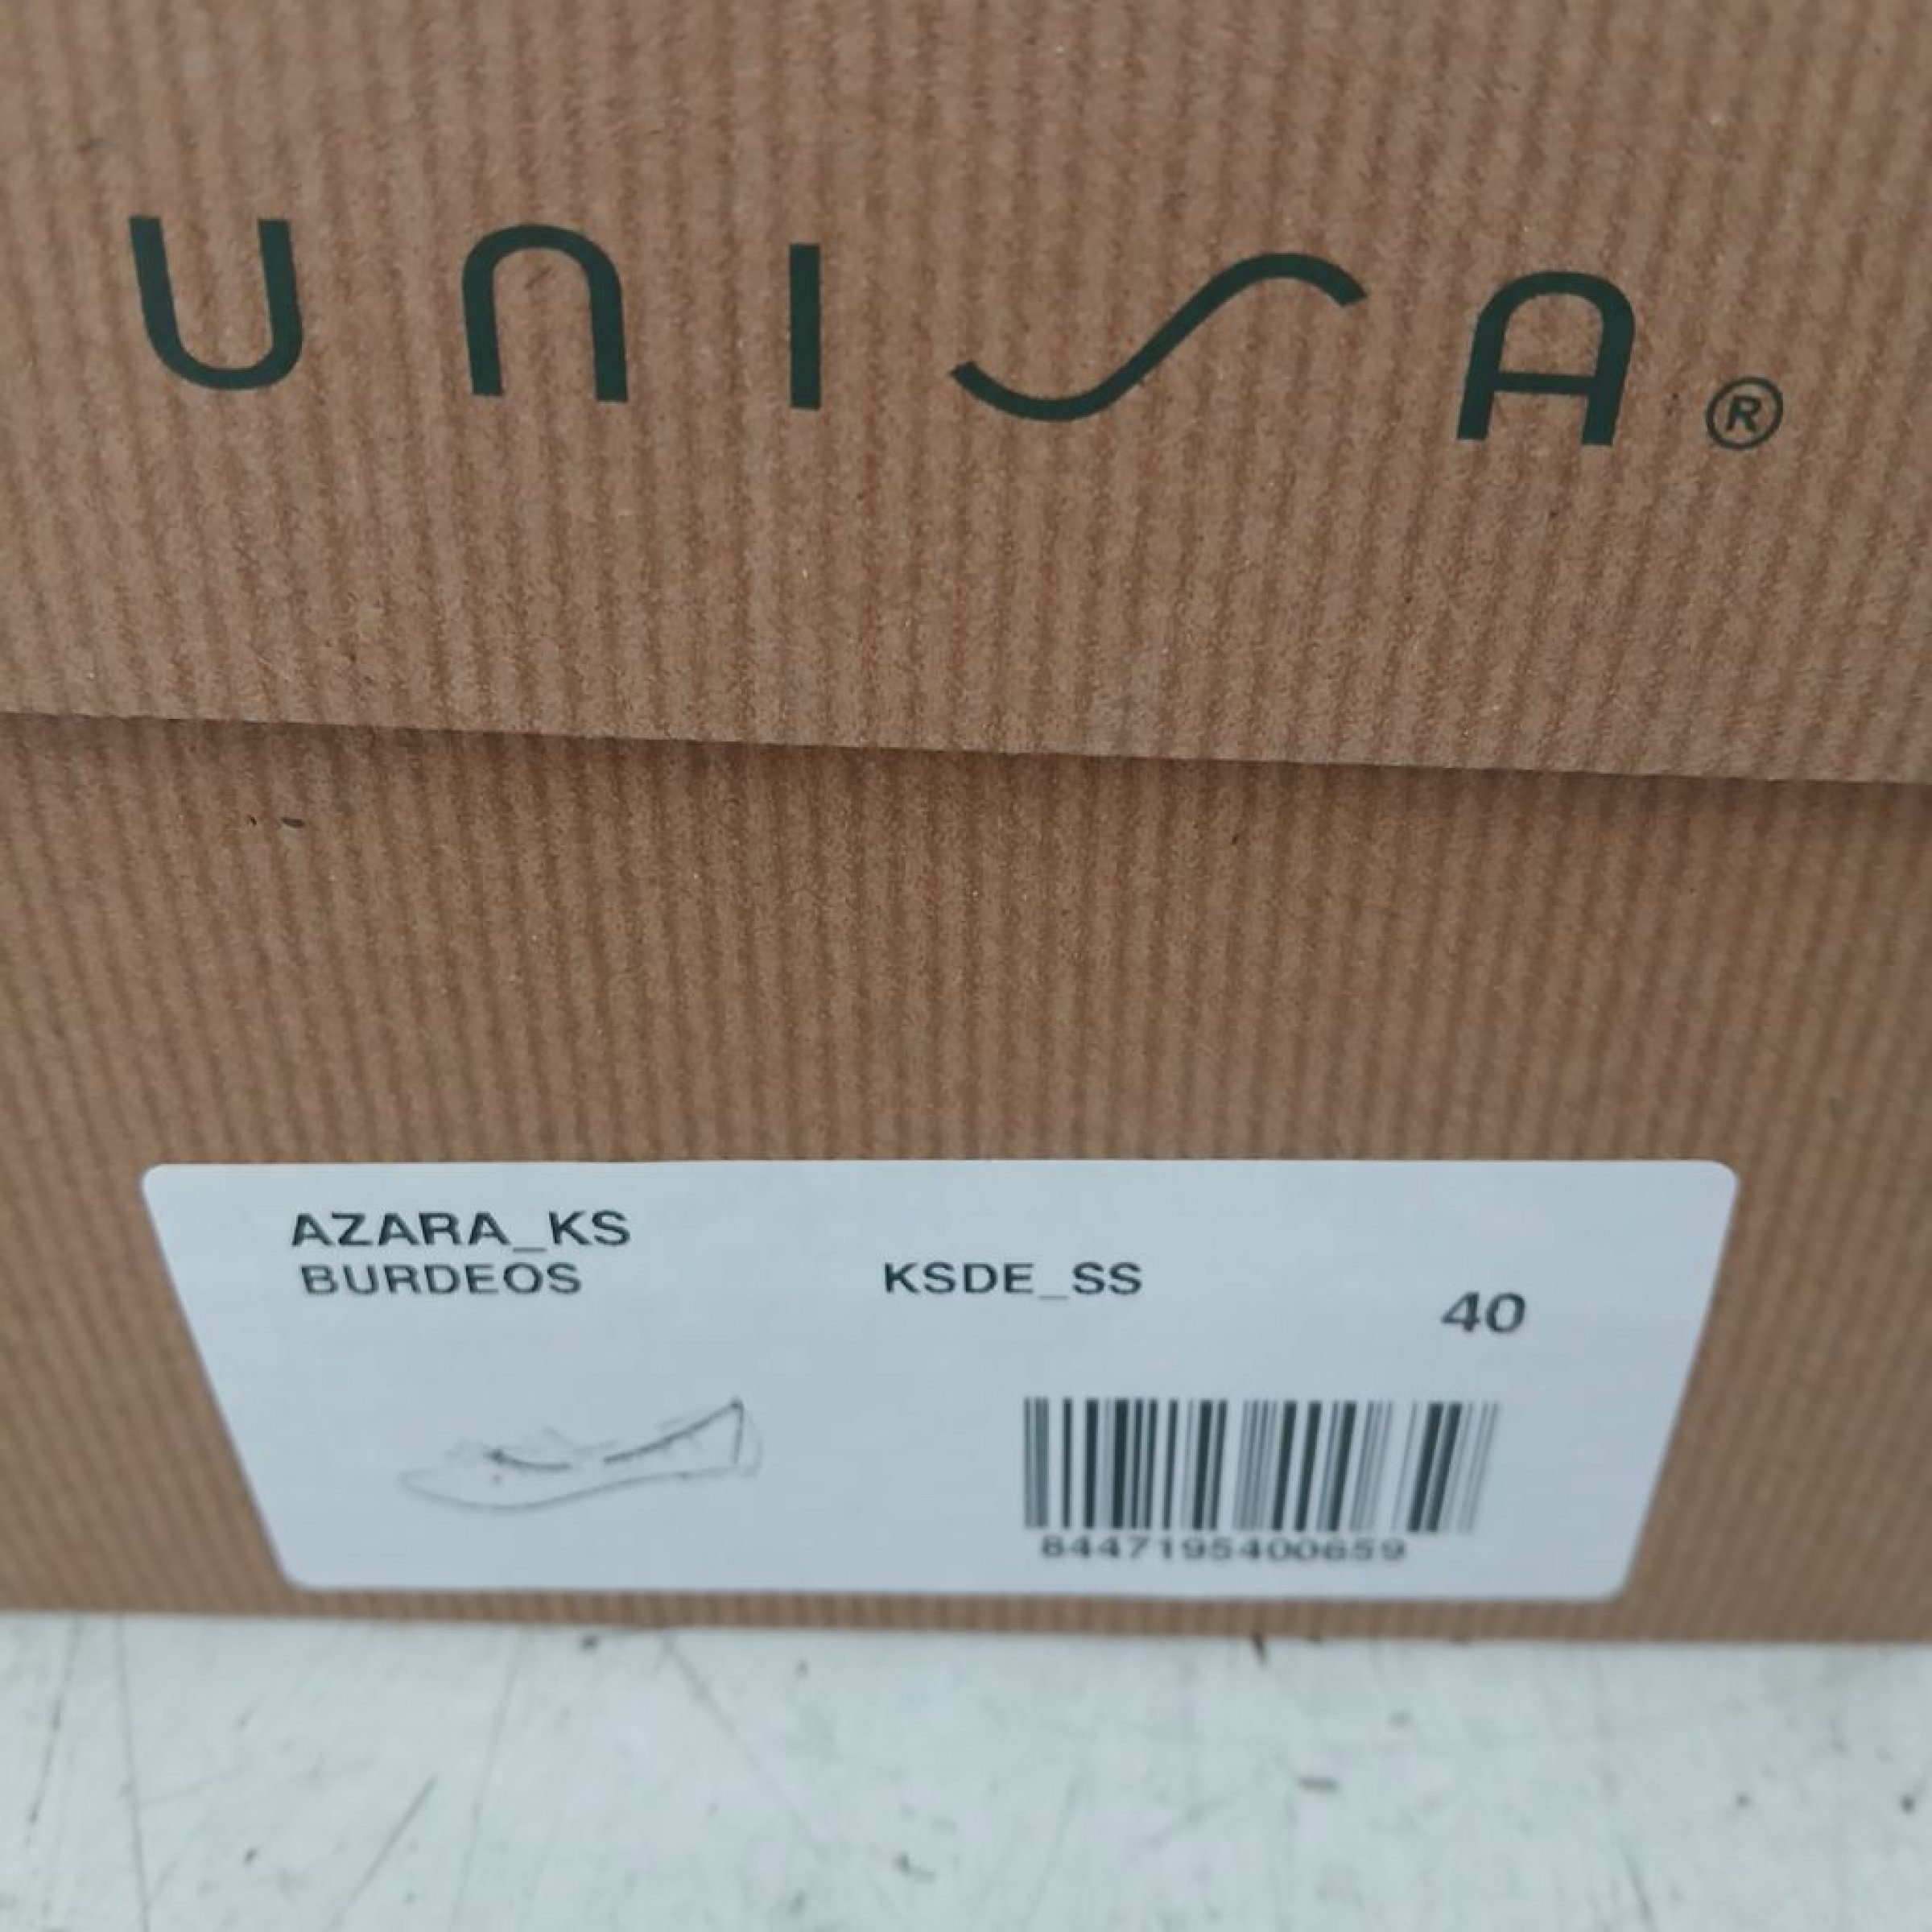 UNISA®
AZARA_KS
BURDEOS KSDE_SS
40
8447195400659